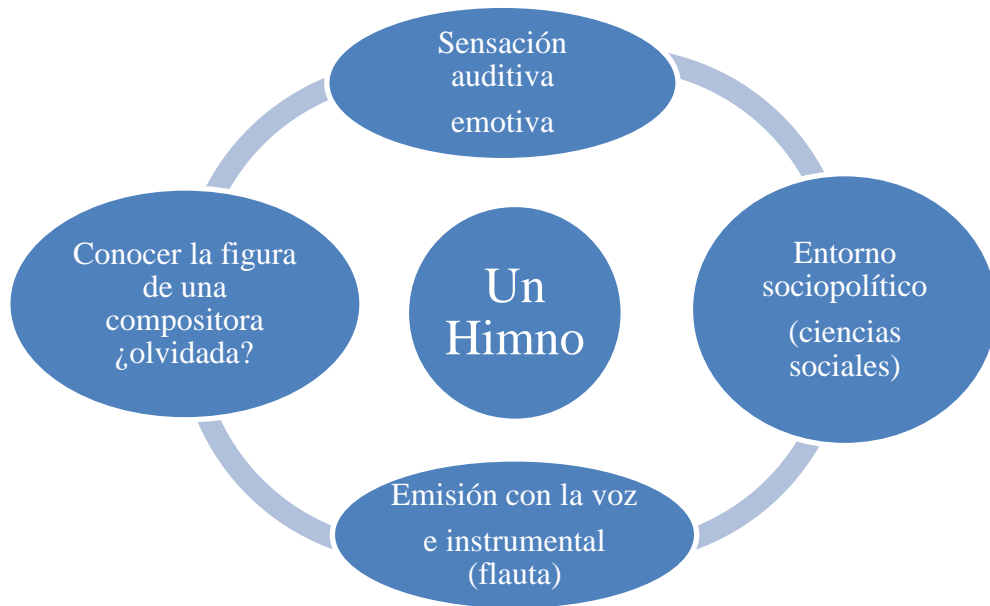 Sensación
auditiva
emotiva
Conocer la figura
de una
compositora
¿olvidada?
Un
Himno
Entorno
sociopolítico
(ciencias
sociales)
Emisión con la voz
e instrumental
(flauta)